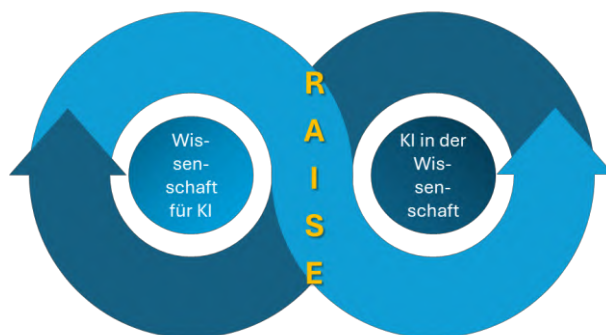 Wis-
sen-
schaft
für KI
R
A
I
S
E
KI in der
Wis-
sen-
schaft